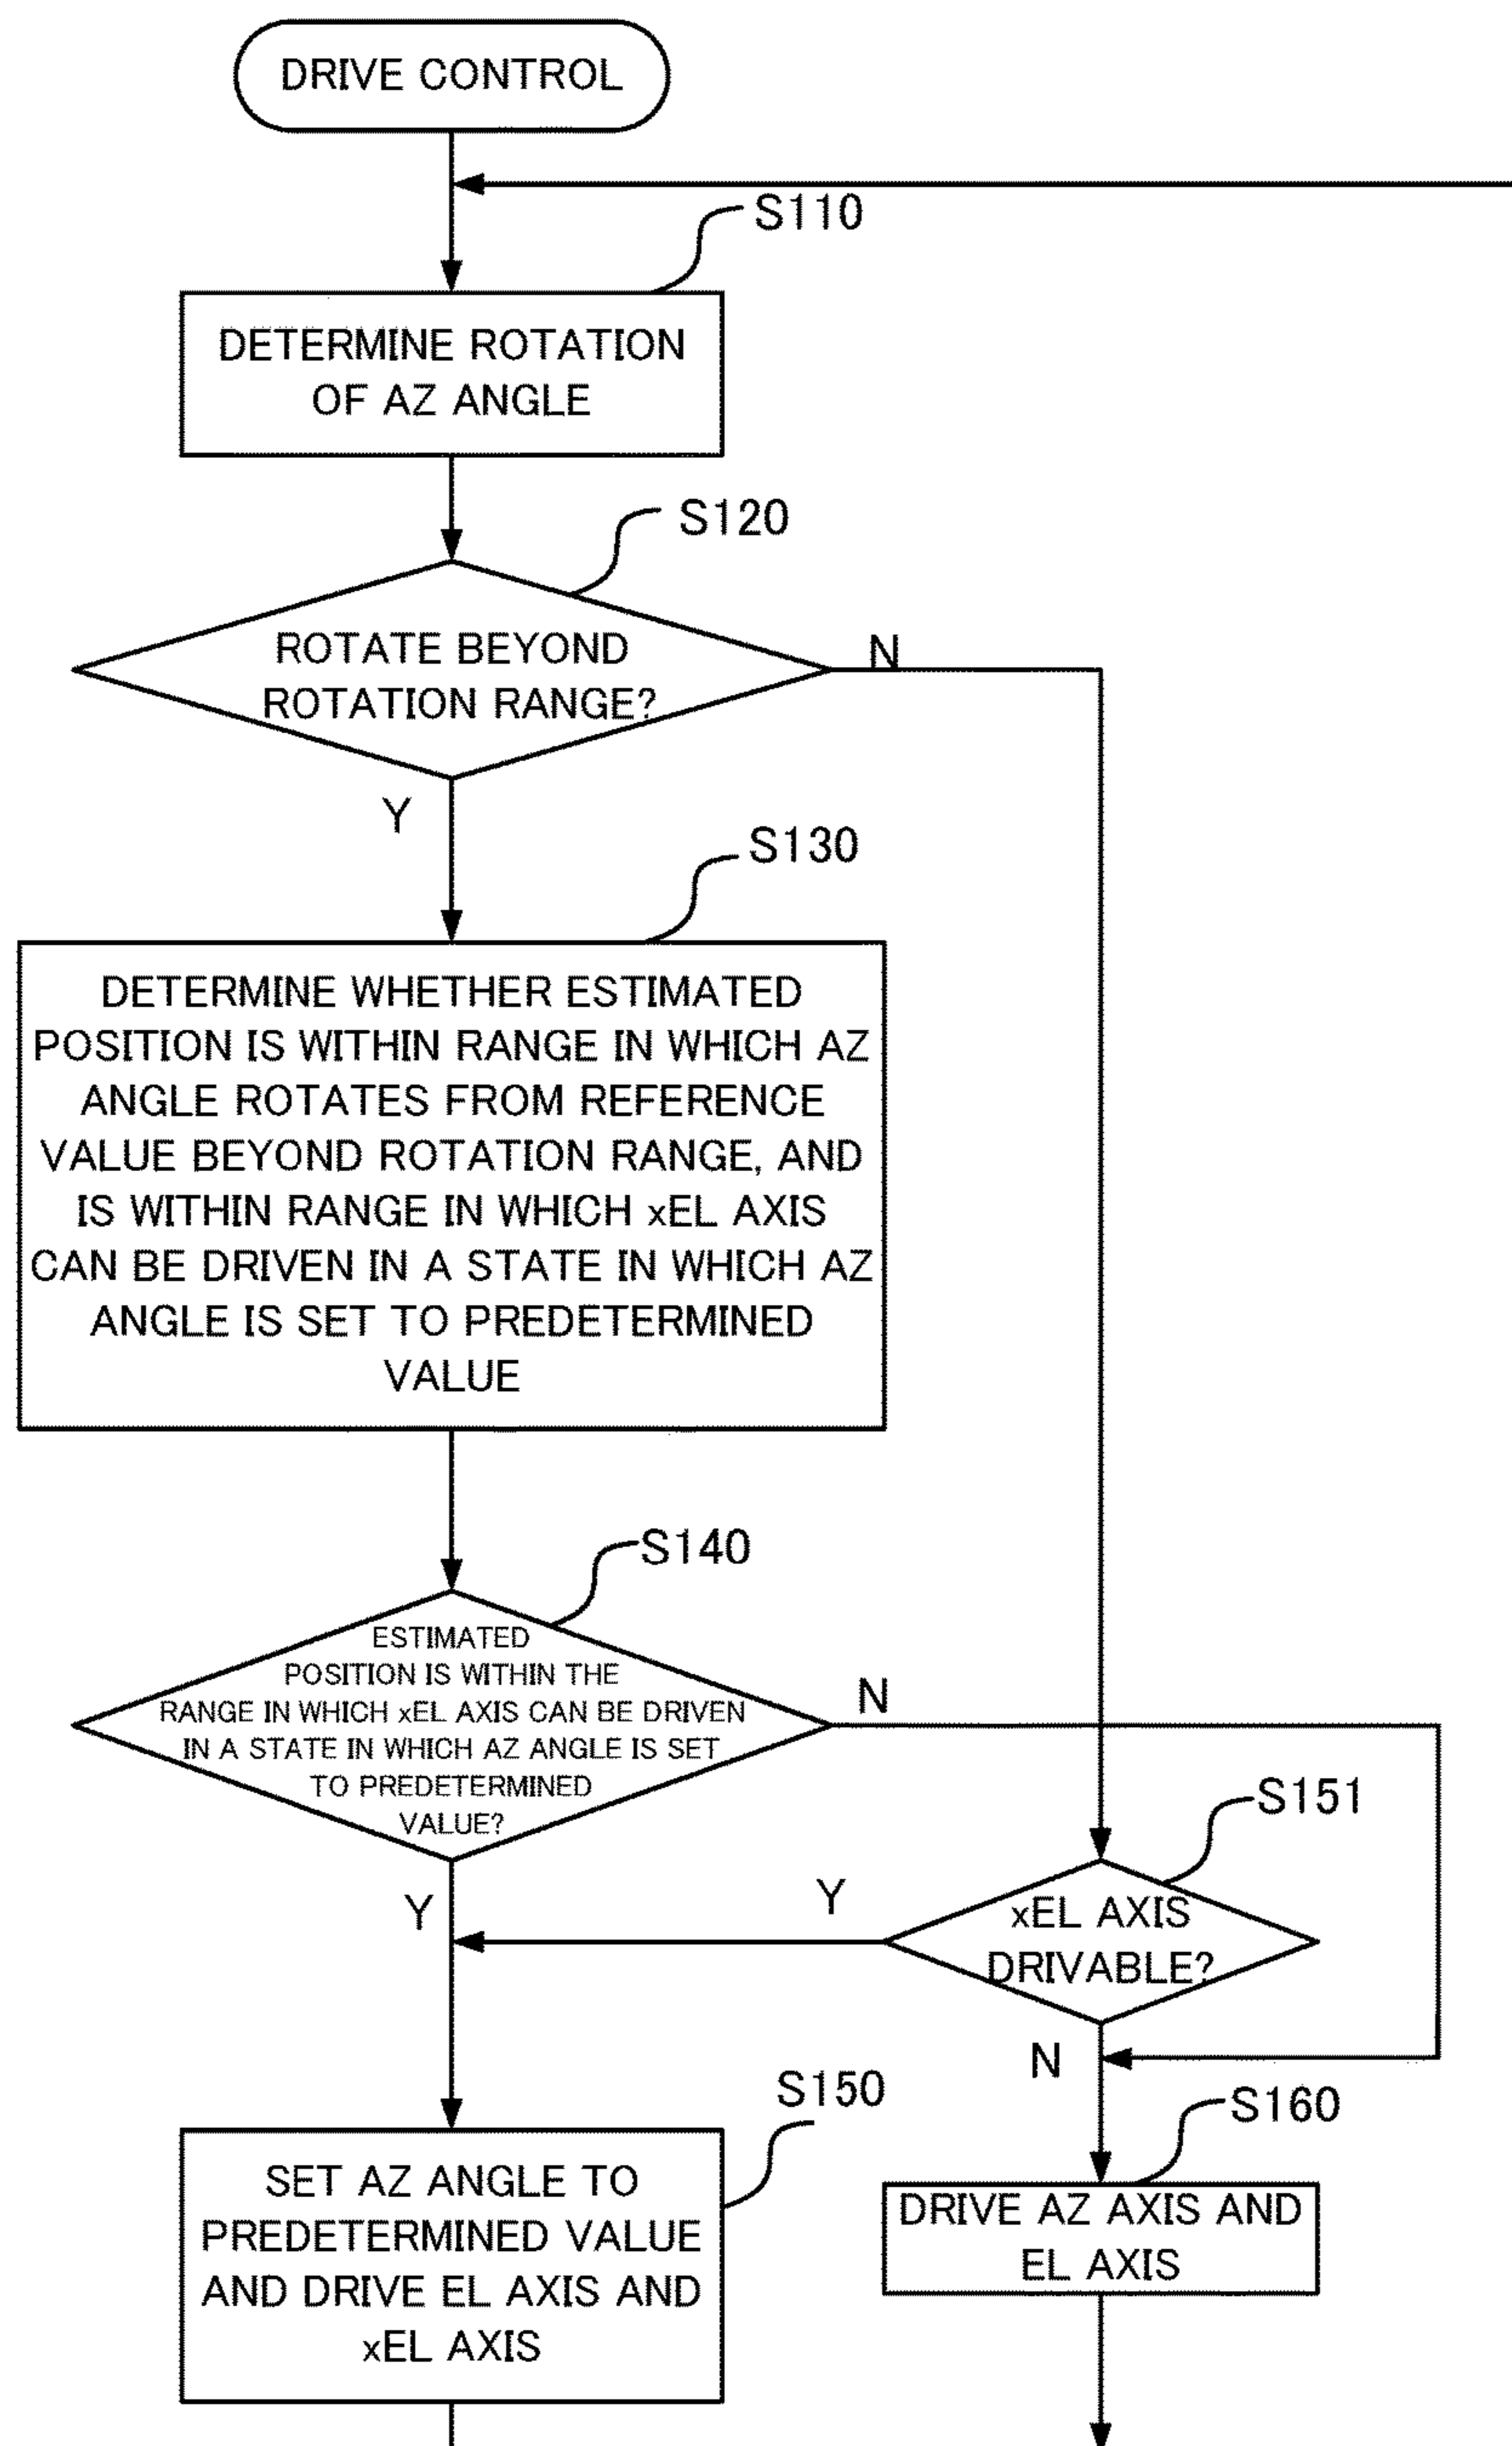 DRIVE CONTROL
S110
DETERMINE ROTATION
OF AZ ANGLE
S120
ROTATE BEYOND
ROTATION RANGE?
N
Y
S130
DETERMINE WHETHER ESTIMATED
POSITION IS WITHIN RANGE IN WHICH AZ
ANGLE ROTATES FROM REFERENCE
VALUE BEYOND ROTATION RANGE, AND
IS WITHIN RANGE IN WHICH xEL AXIS
CAN BE DRIVEN IN A STATE IN WHICH AZ
ANGLE IS SET TO PREDETERMINED
VALUE
S140
ESTIMATED
POSITION IS WITHIN THE
RANGE IN WHICH xEL AXIS CAN BE DRIVEN
IN A STATE IN WHICH AZ ANGLE IS SET
TO PREDETERMINED
VALUE?
N
Y
S151
xEL AXIS
DRIVABLE?
Y
N
S150
SET AZ ANGLE TO
PREDETERMINED VALUE
AND DRIVE EL AXIS AND
xEL AXIS
S160
DRIVE AZ AXIS AND
EL AXIS